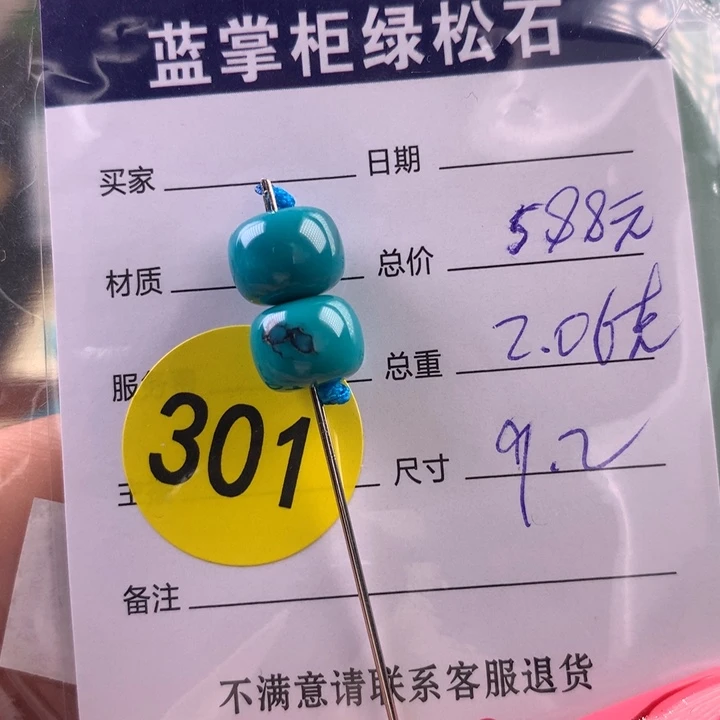 蓝掌柜绿松石
买家 日期
材质 总价 588元
服 总重 2.06克
301
尺寸 9.2
备注
不满意请联系客服退货